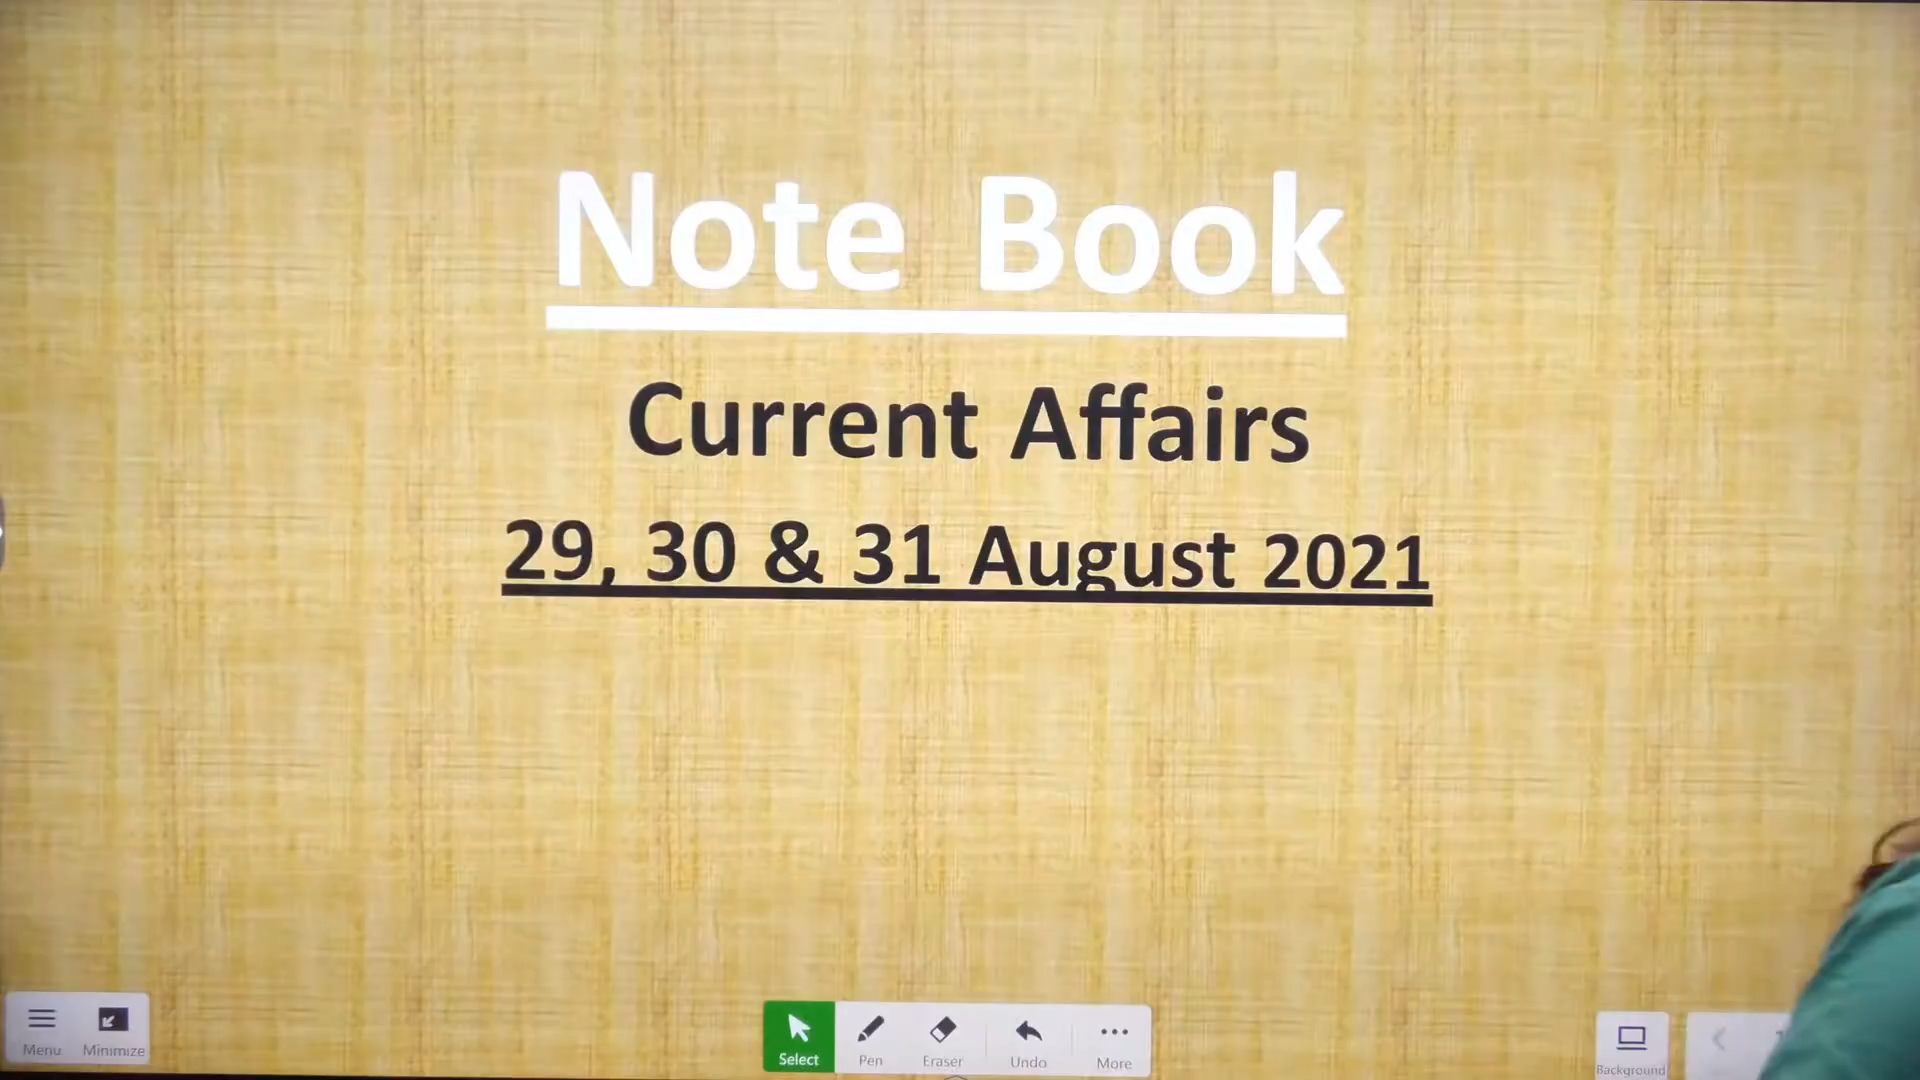 Note Book
Current Affairs
29, 30 & 31 August 2021
Menu Minimize Select Pen Eraser Undo More Background